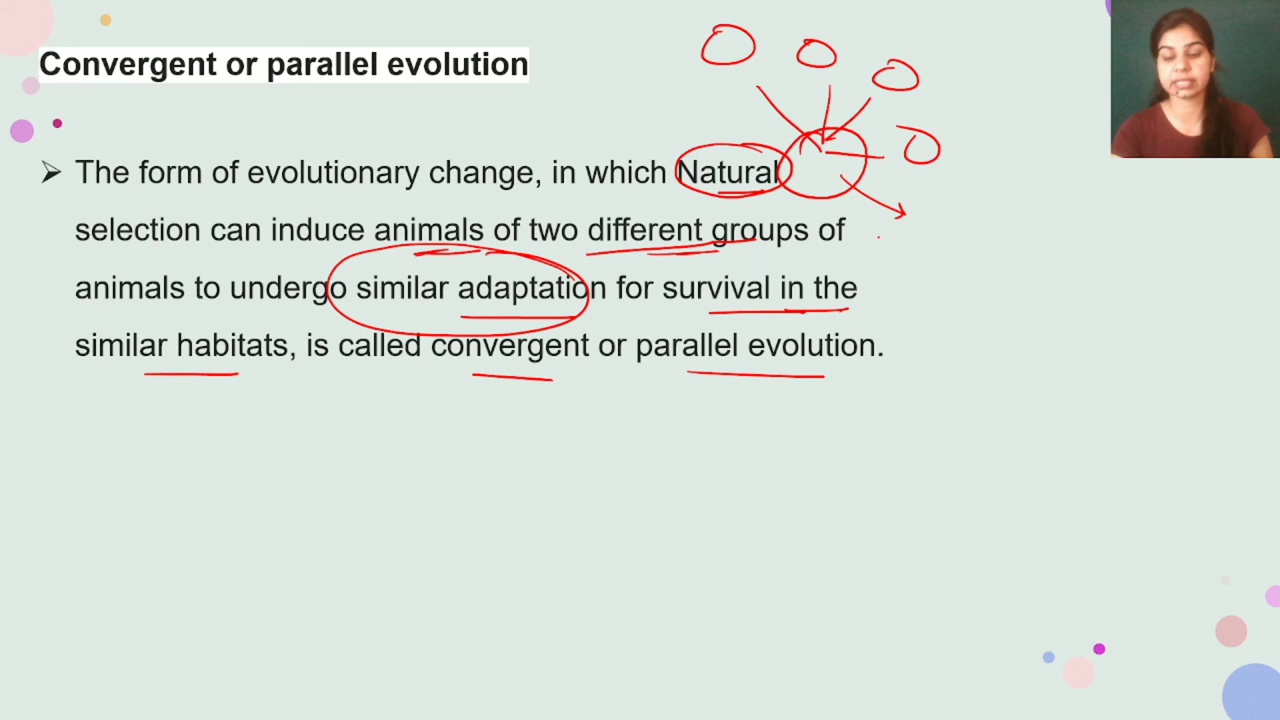 Convergent or parallel evolution
➢ The form of evolutionary change, in which Natural
selection can induce animals of two different groups of
animals to undergo similar adaptation for survival in the
similar habitats, is called convergent or parallel evolution.